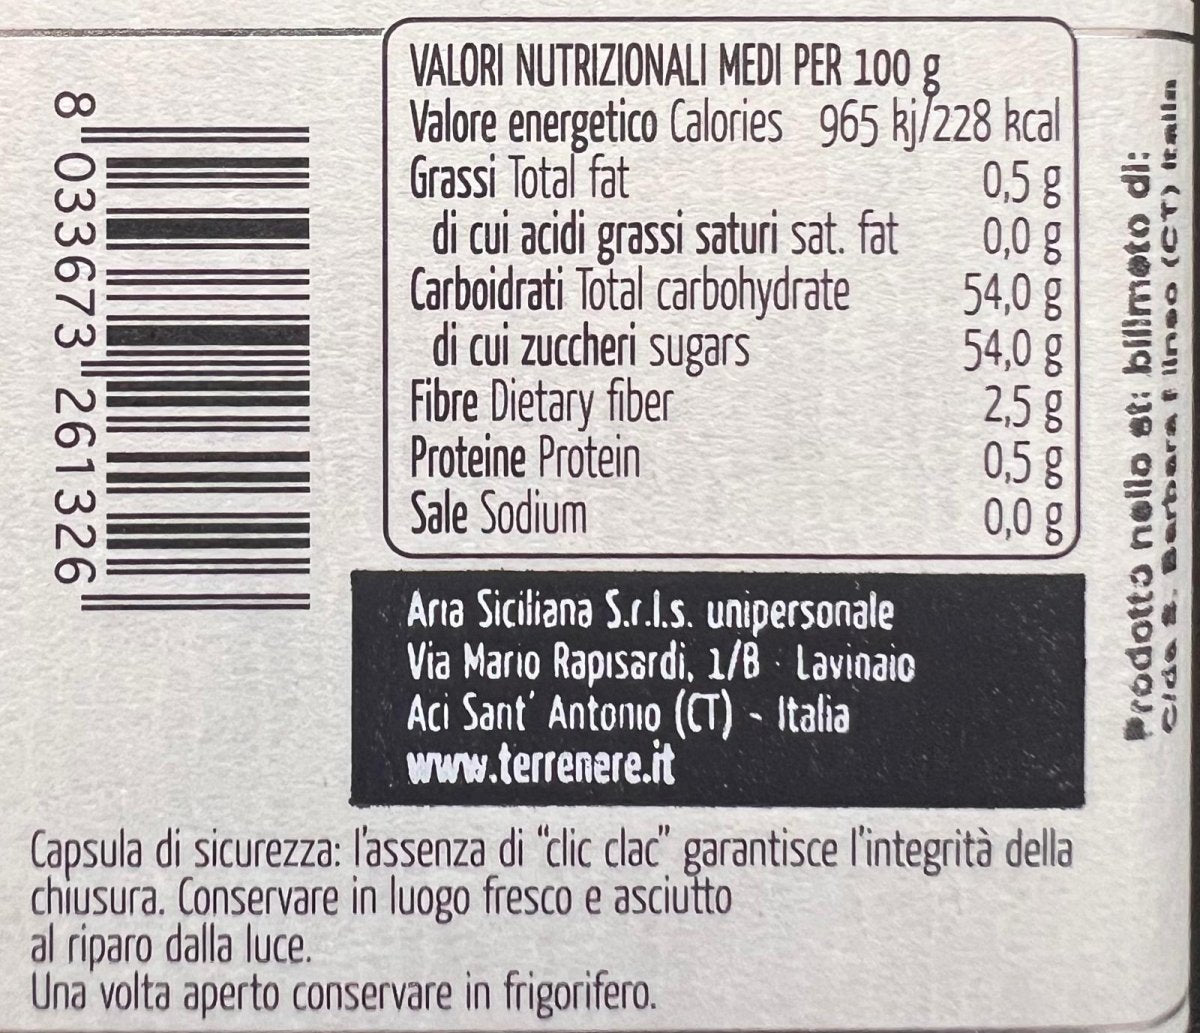 VALORI NUTRIZIONALI MEDI PER 100 g
Valore energetico Calories 965 kj/228 kcal
Grassi Total fat 0,5 g
di cui acidi grassi saturi sat. fat 0,0 g
Carboidrati Total carbohydrate 54,0 g
di cui zuccheri sugars 54,0 g
Fibre Dietary fiber 2,5 g
Proteine Protein 0,5 g
Sale Sodium 0,0 g
8 033673 261326
Aria Siciliana S.r.l.s. unipersonale
Via Mario Rapisardi, 1/B · Lavinaio
Aci Sant' Antonio (CT) - Italia
www.terrenere.it
Prodotto di:
(CT)
Capsula di sicurezza: l'assenza di “clic clac” garantisce l'integrità della
chiusura. Conservare in luogo fresco e asciutto
al riparo dalla luce.
Una volta aperto conservare in frigorifero.